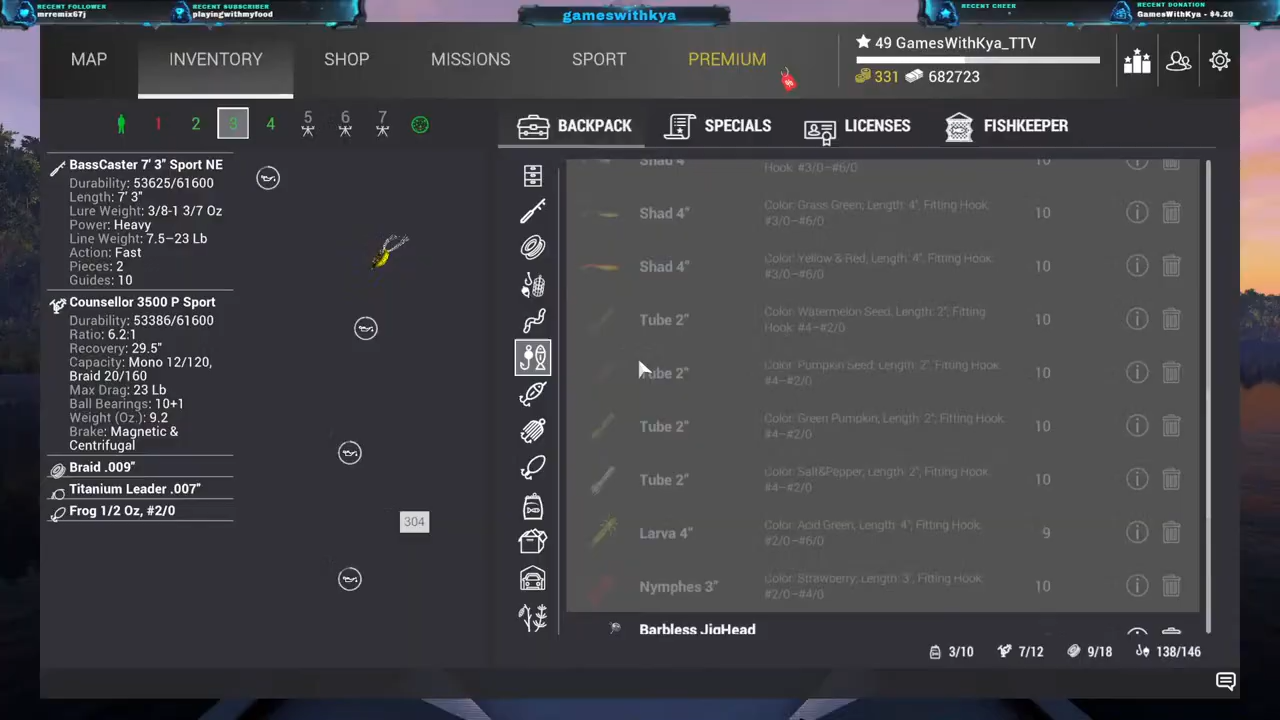 RECENT FOLLOWER
mrremix67j
RECENT SUBSCRIBER
playingwithmyfood
gameswithkya
RECENT CHEER
RECENT DONATION
GamesWithKya - $4.20
MAP
INVENTORY
SHOP
MISSIONS
SPORT
PREMIUM
49 GamesWithKya_TTV
331
682723
1
2
3
4
5
6
7
BACKPACK
SPECIALS
LICENSES
FISHKEEPER
BassCaster 7' 3" Sport NE
Durability: 53625/61600
Length: 7' 3"
Lure Weight: 3/8-1 3/7 Oz
Power: Heavy
Line Weight: 7.5–23 Lb
Action: Fast
Pieces: 2
Guides: 10
Counsellor 3500 P Sport
Durability: 53386/61600
Ratio: 6.2:1
Recovery: 29.5"
Capacity: Mono 12/120,
Braid 20/160
Max Drag: 23 Lb
Ball Bearings: 10+1
Weight (Oz.): 9.2
Brake: Magnetic &
Centrifugal
Braid .009"
Titanium Leader .007"
Frog 1/2 Oz, #2/0
304
Shad 4"
Hook: #3/0–#6/0
10
Shad 4"
Color: Grass Green, Length: 4", Fitting Hook:
#3/0–#6/0
10
Shad 4"
Color: Yellow & Red, Length: 4", Fitting Hook:
#3/0–#6/0
10
Tube 2"
Color: Watermelon Seed, Length: 2", Fitting
Hook: #4–#2/0
10
Tube 2"
Color: Pumpkin Seed, Length: 2", Fitting Hook:
#4–#2/0
10
Tube 2"
Color: Green Pumpkin, Length: 2", Fitting Hook:
#4–#2/0
10
Tube 2"
Color: Salt&Pepper, Length: 2", Fitting Hook:
#4–#2/0
10
Larva 4"
Color: Acid Green, Length: 4", Fitting Hook:
#2/0–#6/0
9
Nymphes 3"
Color: Strawberry, Length: 3", Fitting Hook:
#2/0–#4/0
10
Barbless JigHead
3/10
7/12
9/18
138/146